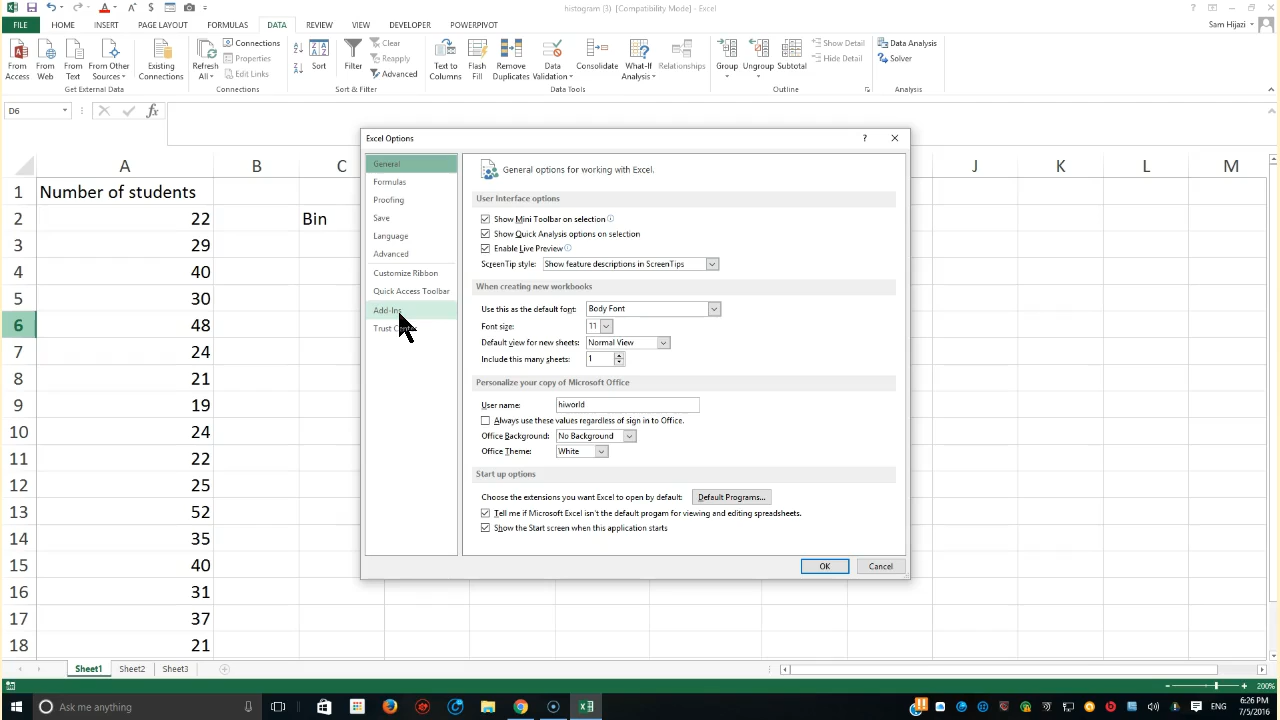 histogram (3) [Compatibility Mode] - Excel
FILE HOME INSERT PAGE LAYOUT FORMULAS DATA REVIEW VIEW DEVELOPER POWERPIVOT Sam Hijazi
From Access
From Web
From Text
From Other Sources
Existing Connections
Refresh All
Connections
Properties
Edit Links
Sort
Filter
Clear
Reapply
Advanced
Text to Columns
Flash Fill
Remove Duplicates
Data Validation
Consolidate
What-If Analysis
Relationships
Group
Ungroup
Subtotal
Show Detail
Hide Detail
Data Analysis
Solver
Get External Data Connections Sort & Filter Data Tools Outline Analysis
D6 fx
A B C J K L M
1 Number of students
2 22 Bin
3 29
4 40
5 30
6 48
7 24
8 21
9 19
10 24
11 22
12 25
13 52
14 35
15 40
16 31
17 37
18 21
Excel Options ?
General
Formulas
Proofing
Save
Language
Advanced
Customize Ribbon
Quick Access Toolbar
Add-Ins
Trust
General options for working with Excel.
User Interface options
Show Mini Toolbar on selection
Show Quick Analysis options on selection
Enable Live Preview
ScreenTip style: Show feature descriptions in ScreenTips
When creating new workbooks
Use this as the default font: Body Font
Font size: 11
Default view for new sheets: Normal View
Include this many sheets: 1
Personalize your copy of Microsoft Office
User name: hiworld
Always use these values regardless of sign in to Office.
Office Background: No Background
Office Theme: White
Start up options
Choose the extensions you want Excel to open by default: Default Programs...
Tell me if Microsoft Excel isn't the default progam for viewing and editing spreadsheets.
Show the Start screen when this application starts
OK Cancel
Sheet1 Sheet2 Sheet3
200%
Ask me anything
ENG
6:26 PM
7/5/2016